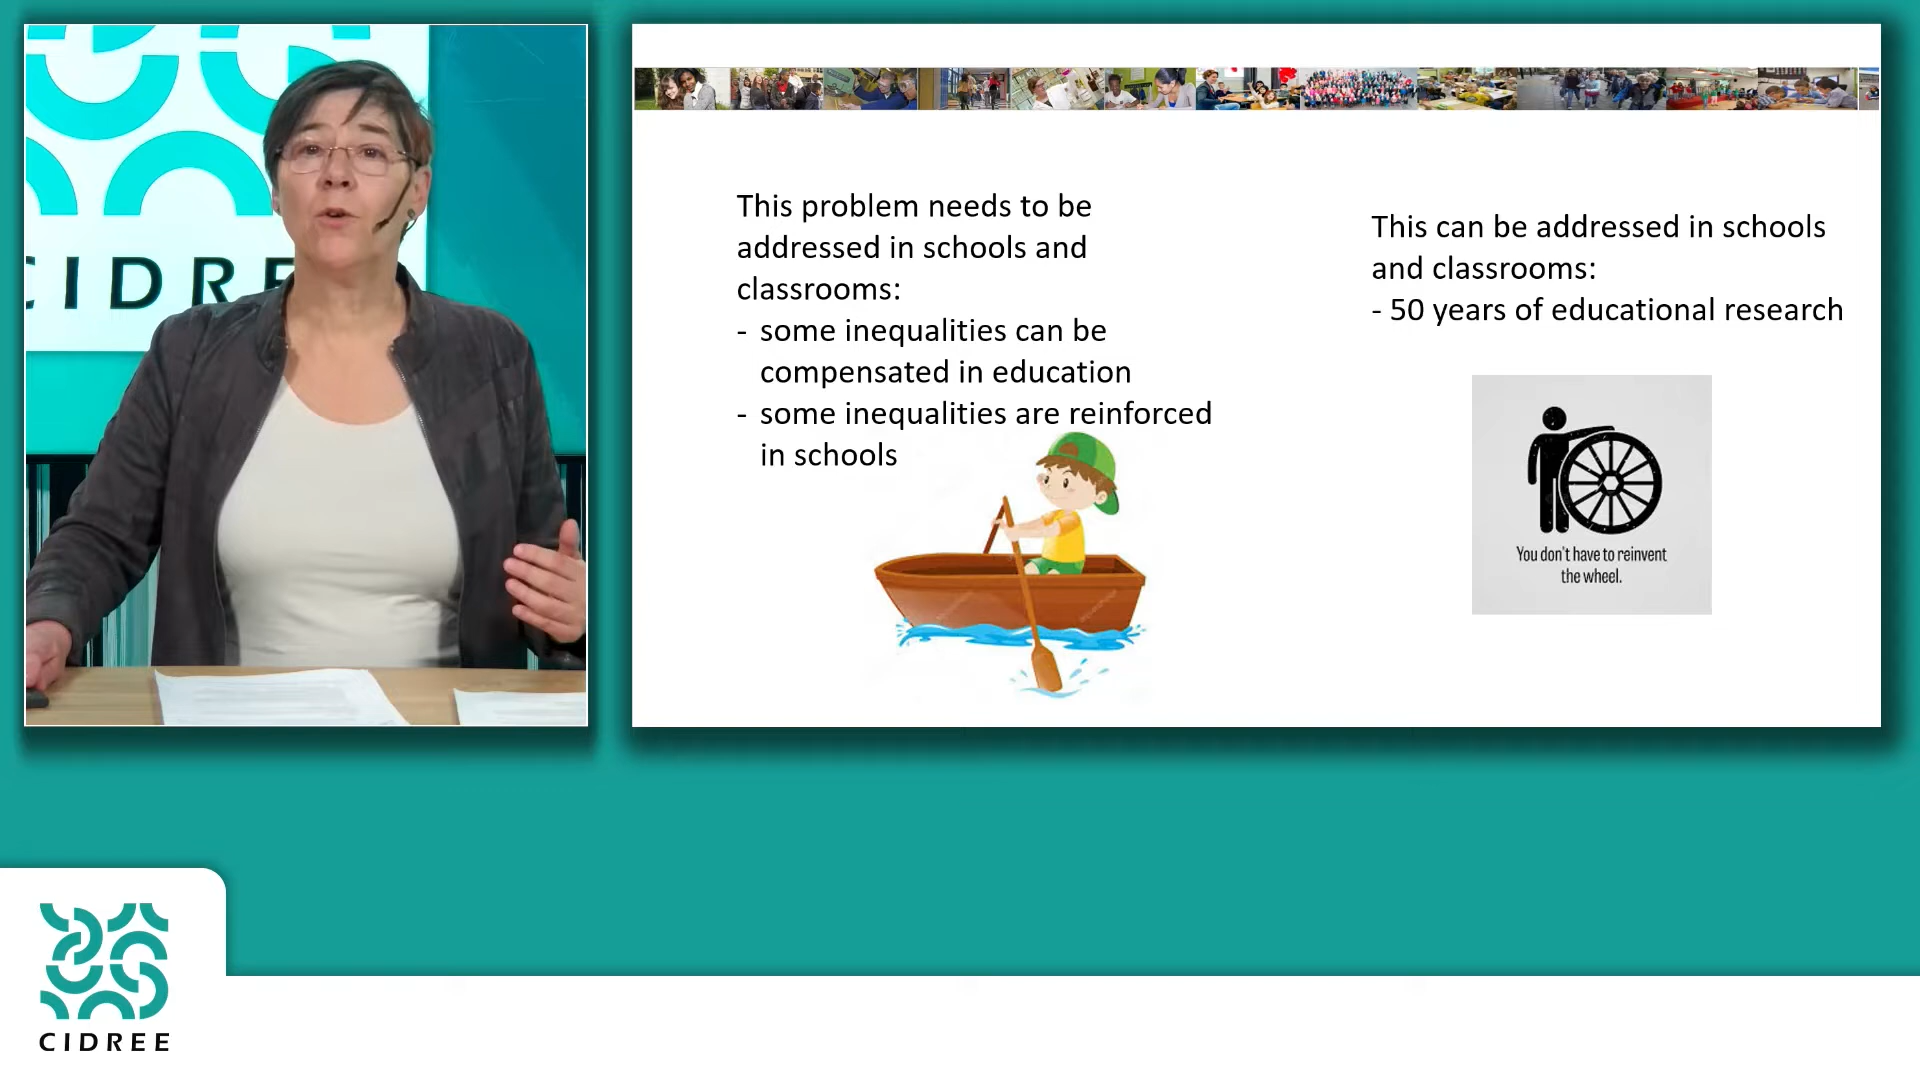 CIDRE
This problem needs to be
addressed in schools and
classrooms:
- some inequalities can be
compensated in education
- some inequalities are reinforced
in schools
This can be addressed in schools
and classrooms:
- 50 years of educational research
You don't have to reinvent
the wheel.
CIDREE